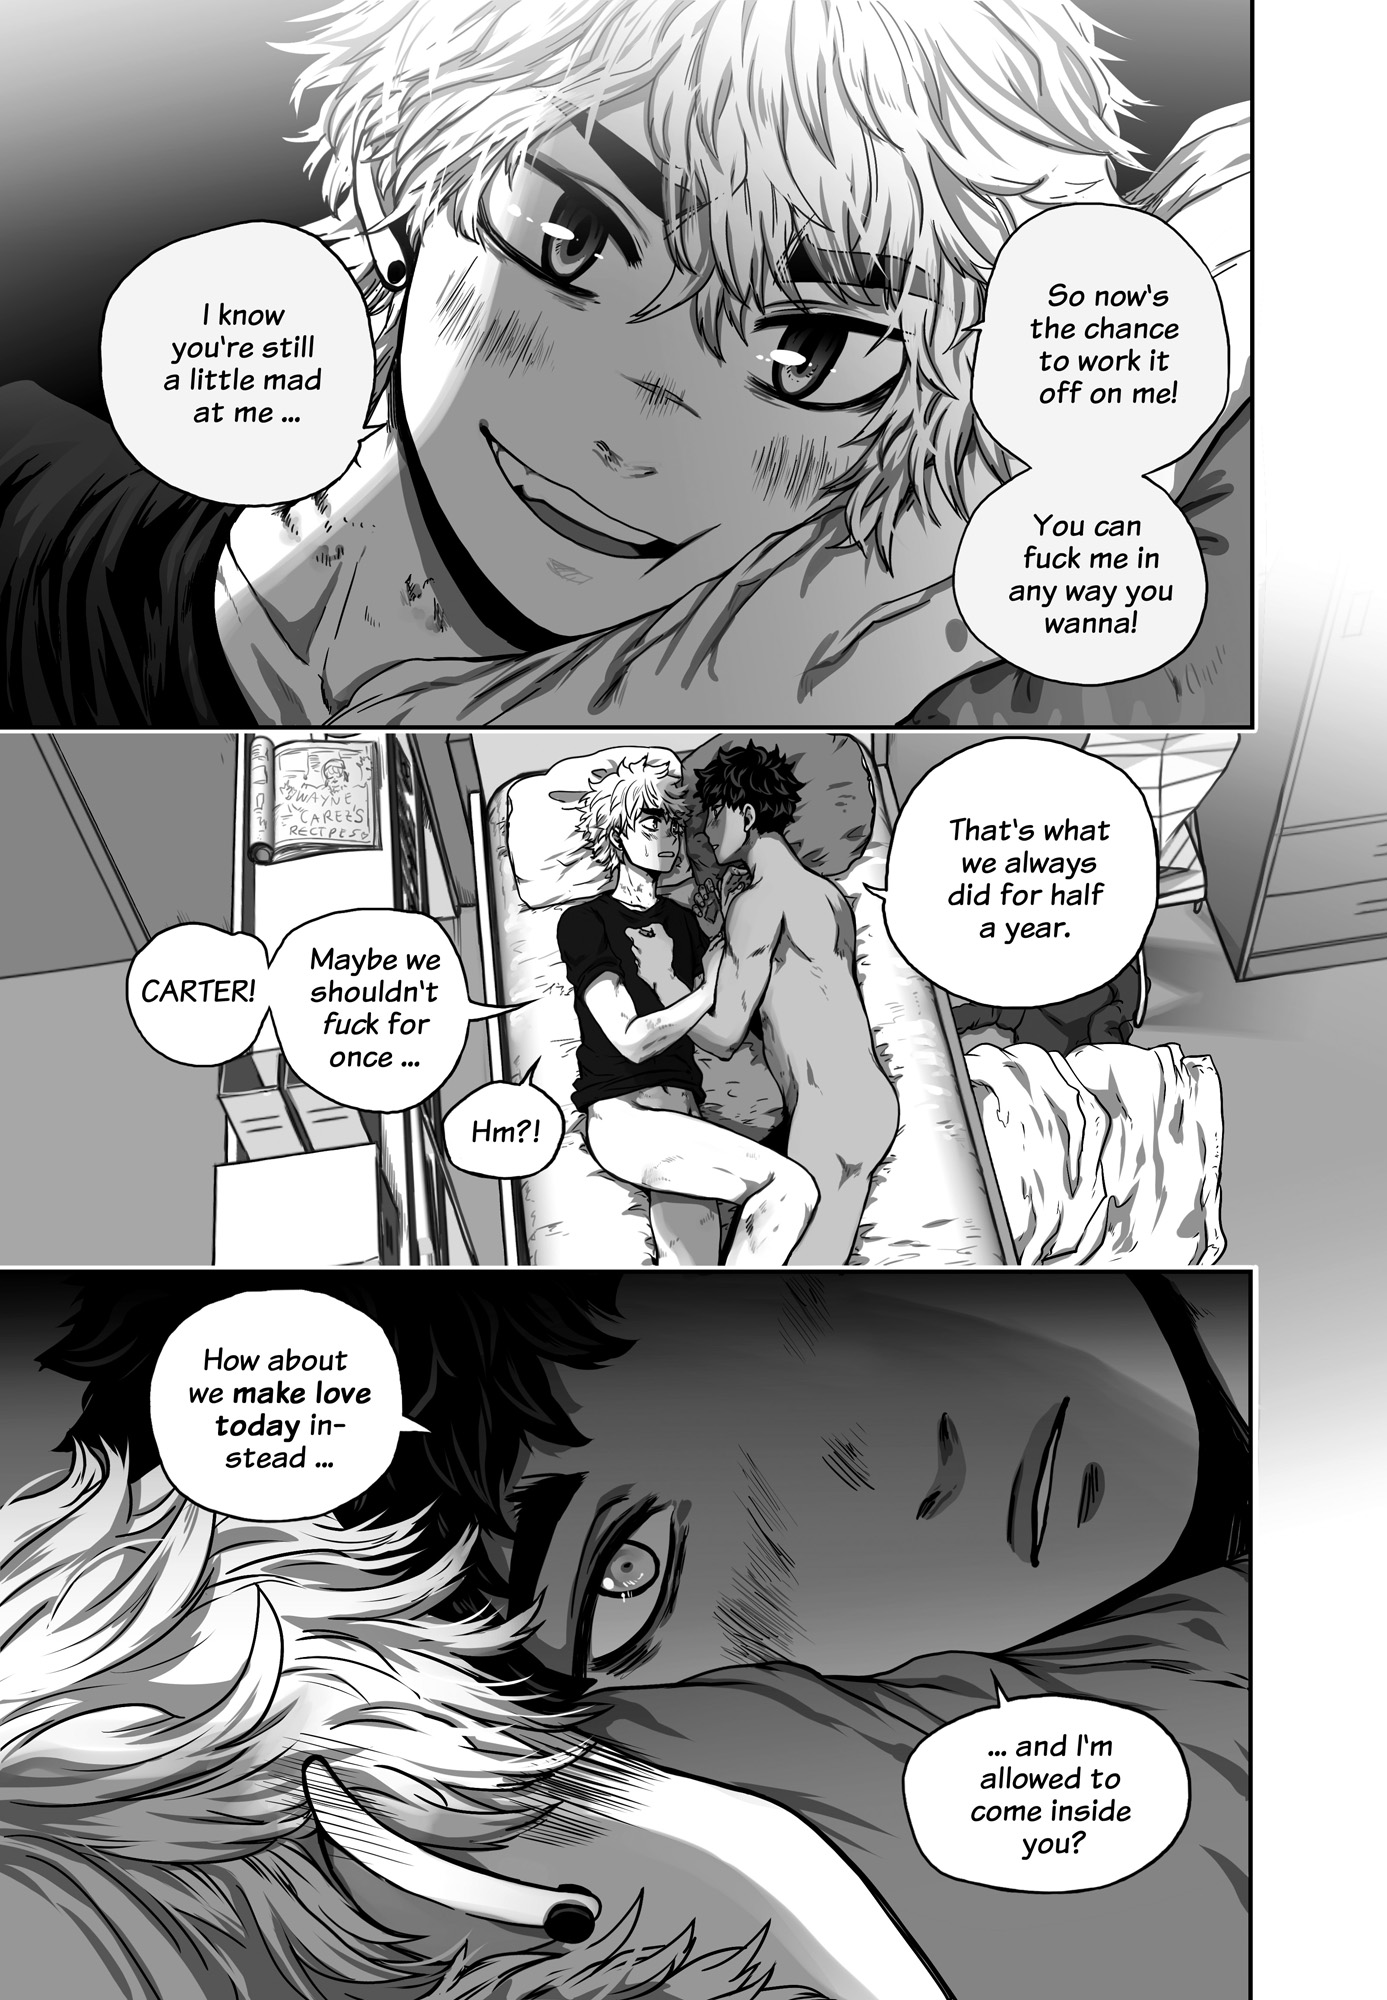 I know
you're still
a little mad
at me ...
So now's
the chance
to work it
off on me!
You can
fuck me in
any way you
wanna!
That's what
we always
did for half
a year.
WAYNE
CAREZ'S
RECIPES
CARTER!
Maybe we
shouldn't
fuck for
once ...
Hm?!
How about
we make love
today in-
stead ...
... and I'm
allowed to
come inside
you?